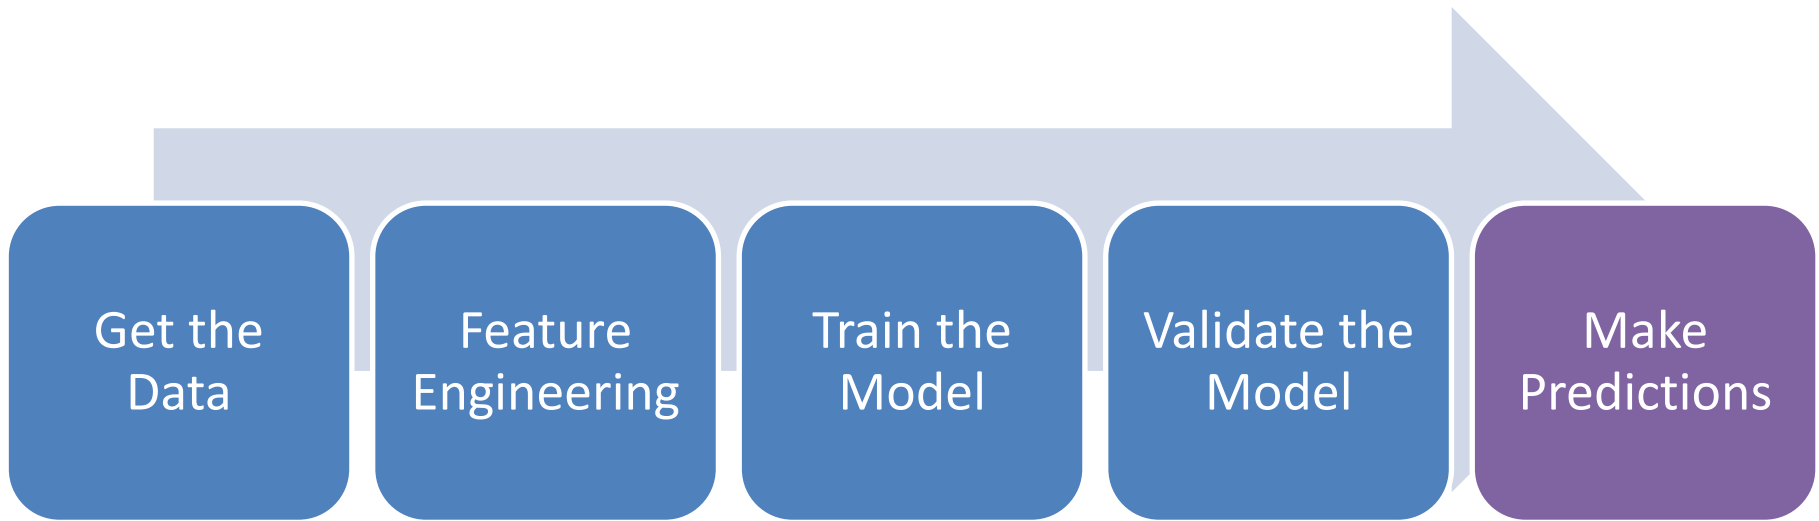 Get the
Data
Feature
Engineering
Train the
Model
Validate the
Model
Make
Predictions